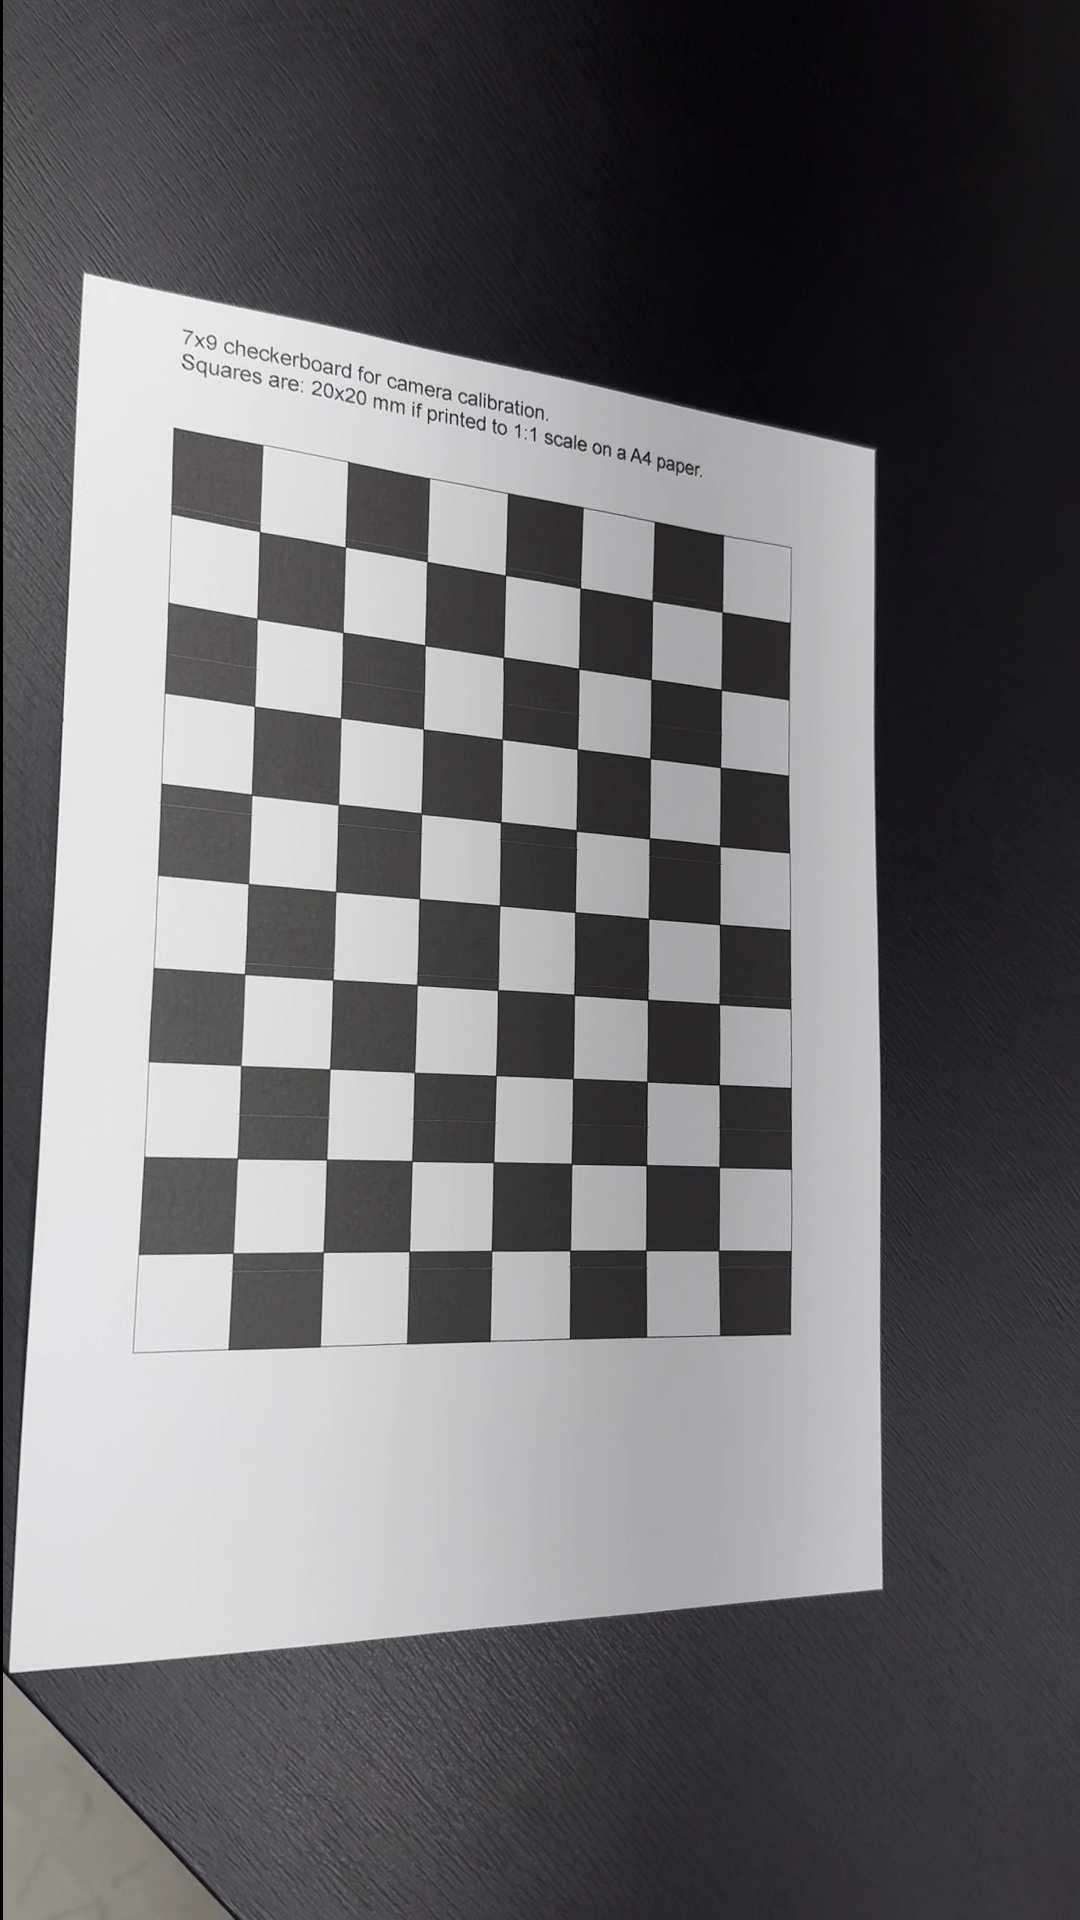 7x9 checkerboard for camera calibration.
Squares are: 20x20 mm if printed to 1:1 scale on a A4 paper.